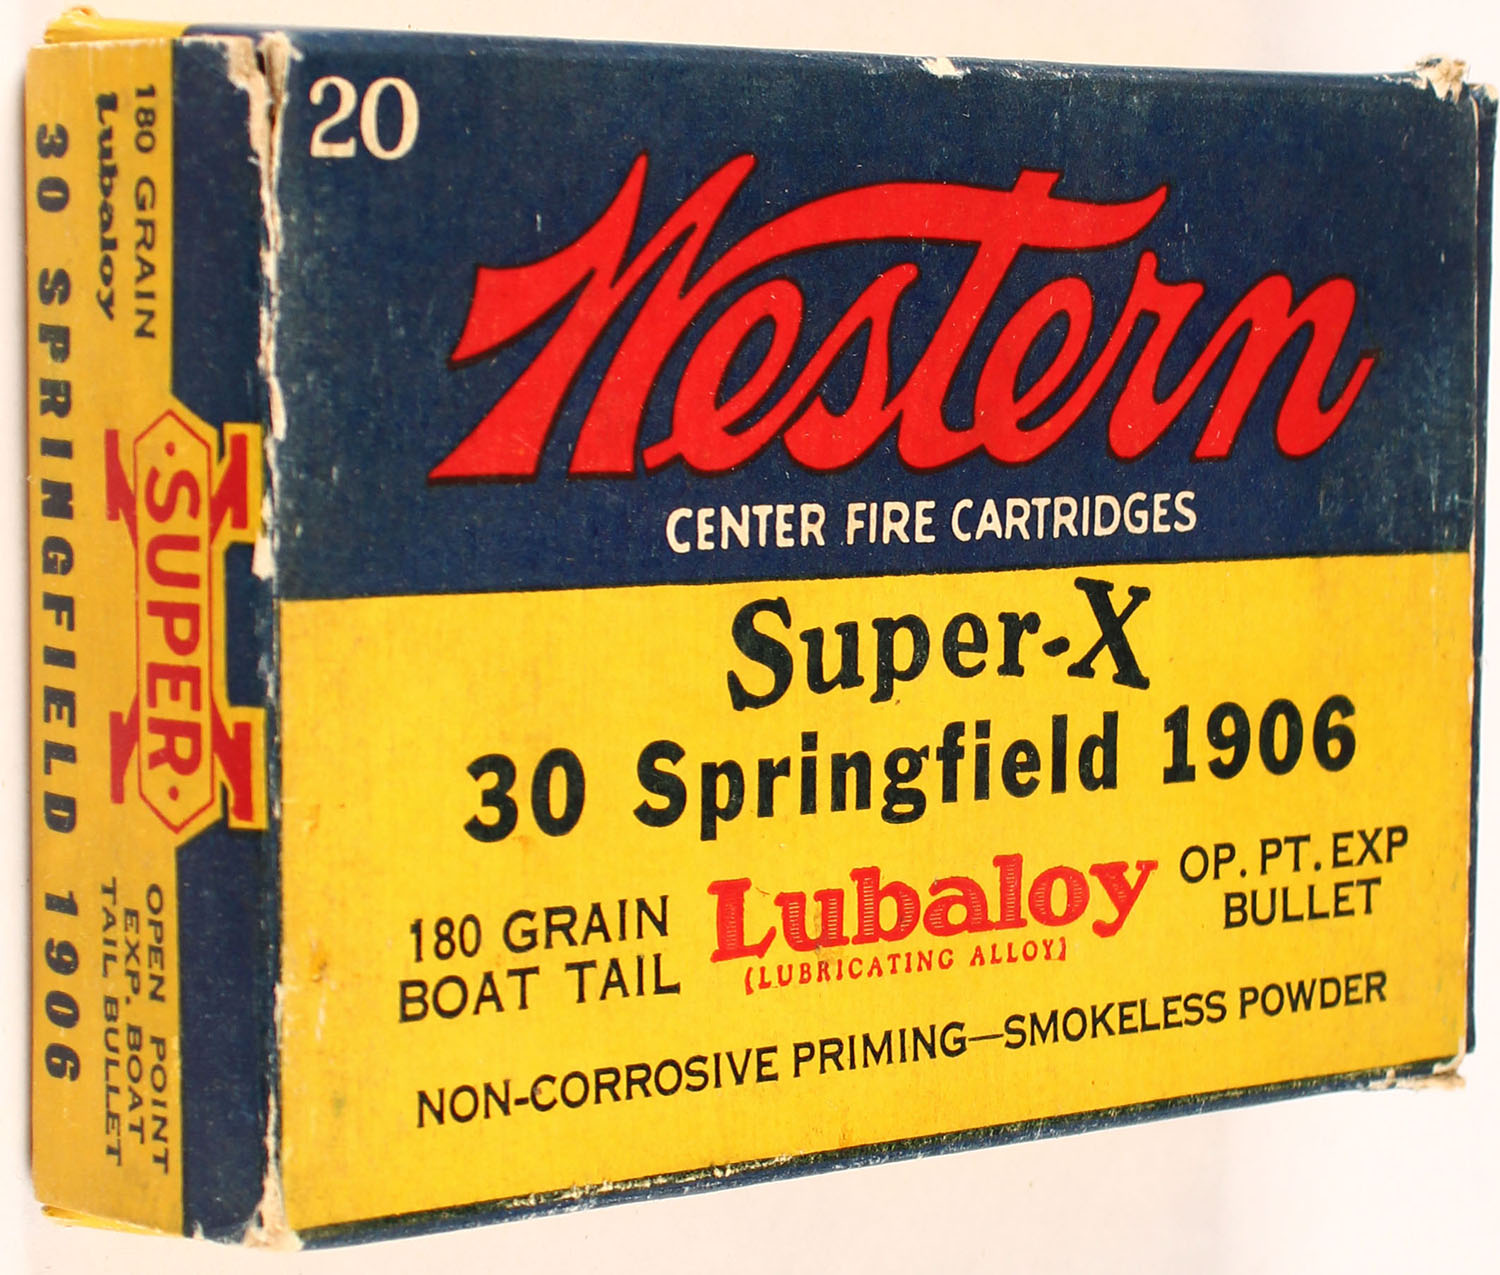 20
Western
CENTER FIRE CARTRIDGES
Super-X
30 Springfield 1906
180 GRAIN
BOAT TAIL
Lubaloy
(LUBRICATING ALLOY)
OP. PT. EXP
BULLET
NON-CORROSIVE PRIMING—SMOKELESS POWDER
180 GRAIN
Lubaloy
30 SPRINGFIELD 1906
X
SUPER
OPEN POINT
EXP. BOAT
TAIL BULLET